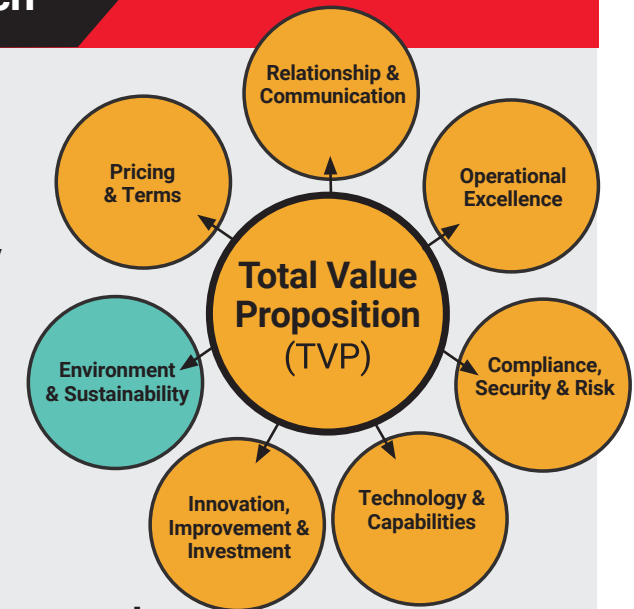 Relationship &
Communication
Pricing
& Terms
Operational
Excellence
Total Value
Proposition
(TVP)
Environment
& Sustainability
Compliance,
Security & Risk
Innovation,
Improvement &
Investment
Technology &
Capabilities